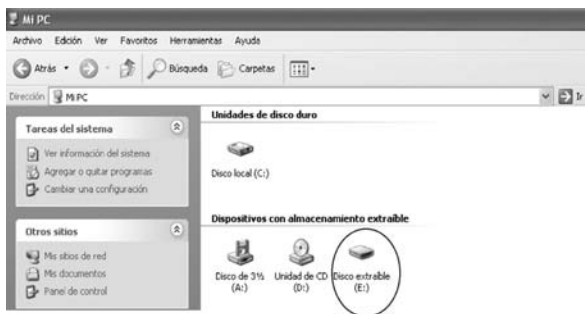 Mi PC
Archivo Edición Ver Favoritos Herramientas Ayuda
Atrás Búsqueda Carpetas
Dirección Mi PC Ir
Tareas del sistema
Ver información del sistema
Agregar o quitar programas
Cambiar una configuración
Otros sitios
Mis sitios de red
Mis documentos
Panel de control
Unidades de disco duro
Disco local (C:)
Dispositivos con almacenamiento extraíble
Disco de 3½ (A:)
Unidad de CD (D:)
Disco extraíble (E:)